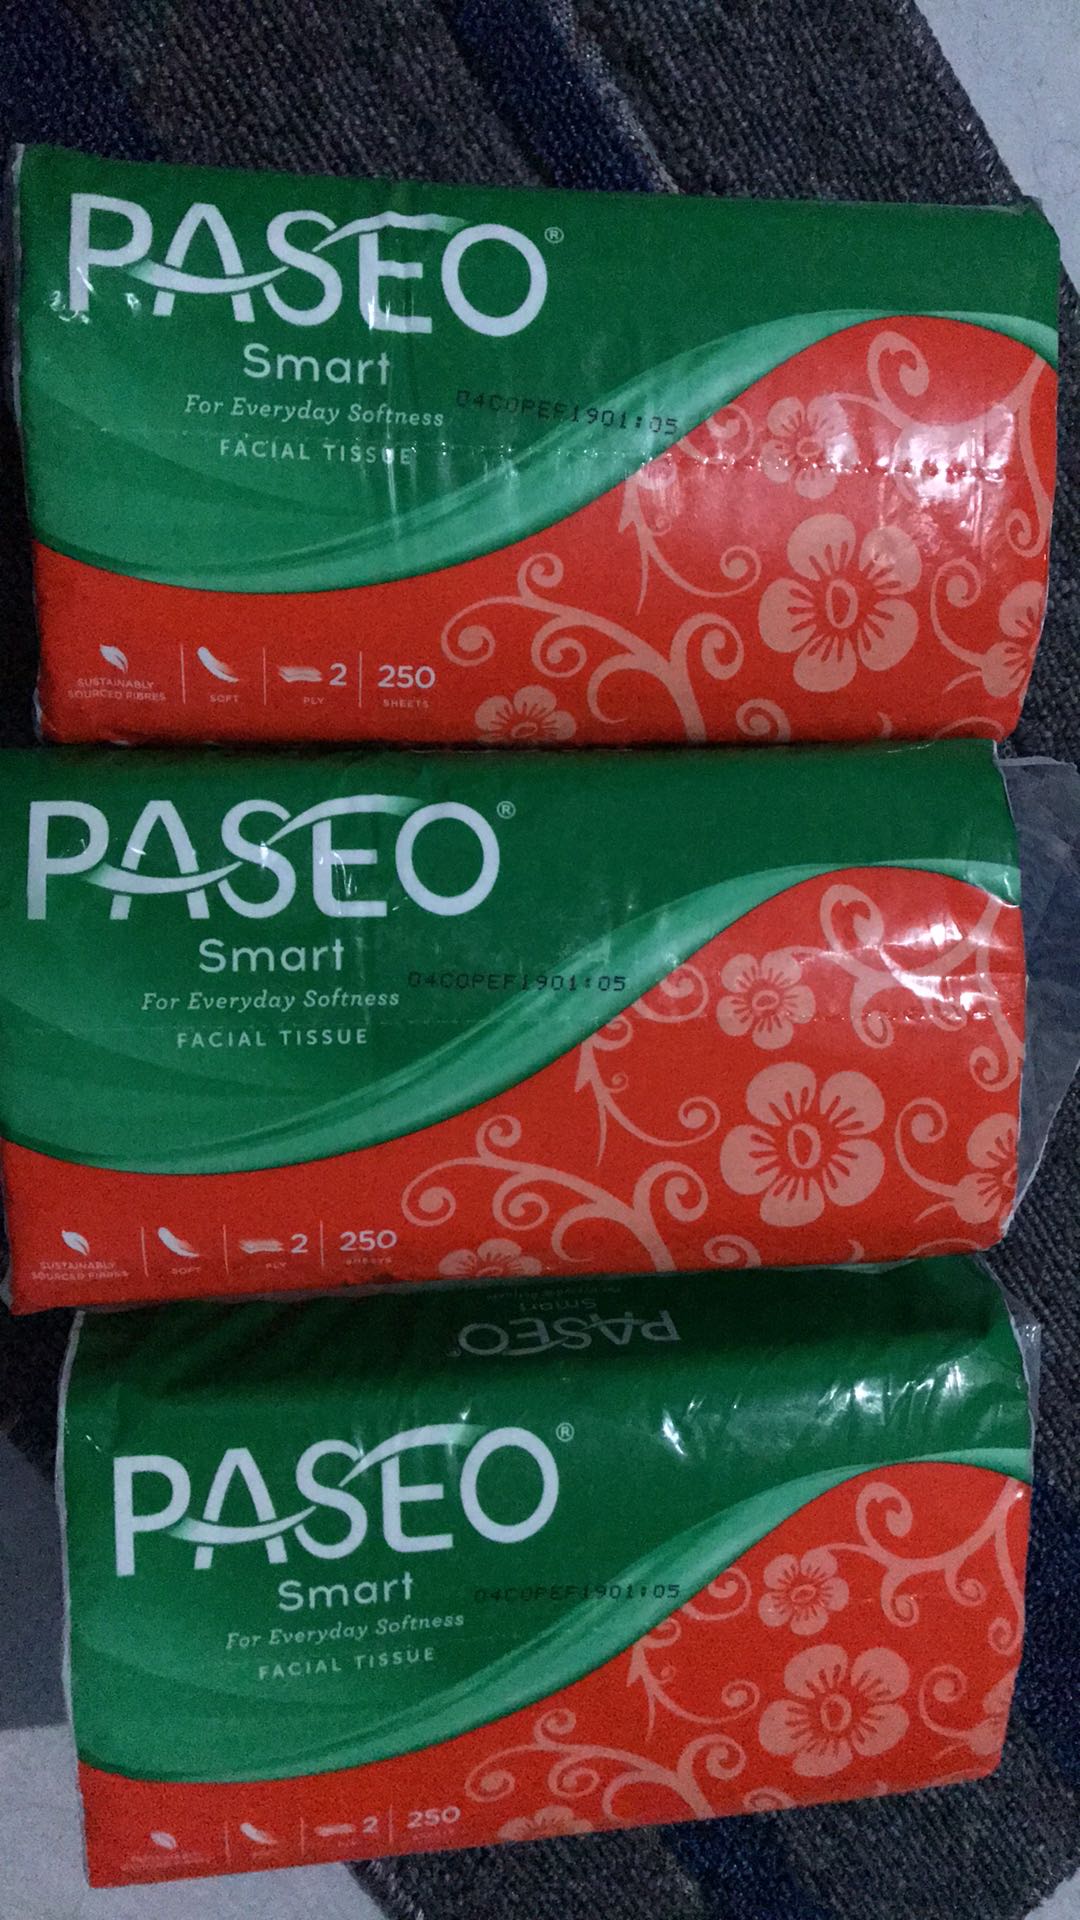 PASEO®
Smart
For Everyday Softness
FACIAL TISSUE
04C0PEF1901:05
SUSTAINABLY
SOURCED FIBRES
SOFT
2
PLY
250
SHEETS
PASEO®
Smart
For Everyday Softness
FACIAL TISSUE
04C0PEF1901:05
SUSTAINABLY
SOURCED FIBRES
SOFT
2
PLY
250
SHEETS
PASEO
Smart
PASEO®
Smart
For Everyday Softness
FACIAL TISSUE
04C0PEF1901:05
2
250